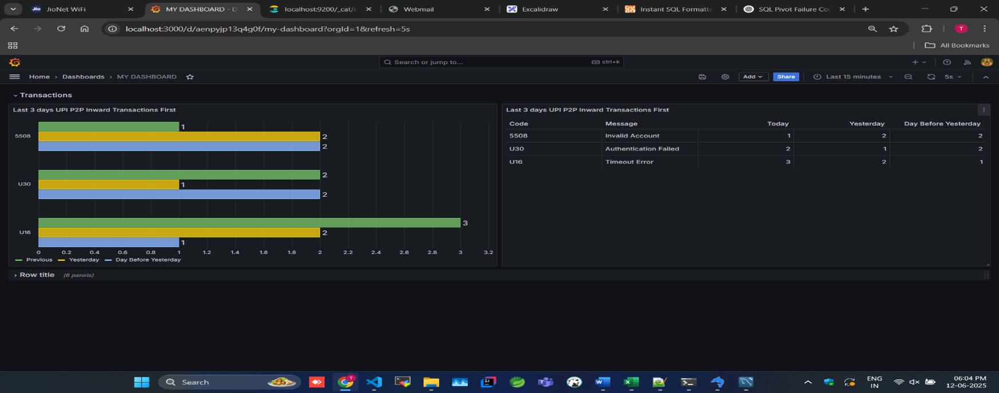 Jio JioNet WiFi
MY DASHBOARD - D
localhost:9200/_cat/i
Webmail
Excalidraw
Instant SQL Formatt
SQL Pivot Failure Co
localhost:3000/d/aenpyjp13q4g0f/my-dashboard?orgId=1&refresh=5s
T
All Bookmarks
Search or jump to...
ctrl+k
Home › Dashboards › MY DASHBOARD
Add
Share
Last 15 minutes
5s
Transactions
Last 3 days UPI P2P Inward Transactions First
5508
1
2
2
U30
2
1
2
U16
3
2
1
0 0.2 0.4 0.6 0.8 1 1.2 1.4 1.6 1.8 2 2.2 2.4 2.6 2.8 3 3.2
Previous Yesterday Day Before Yesterday
Last 3 days UPI P2P Inward Transactions First
Code Message Today Yesterday Day Before Yesterday
5508 Invalid Account 1 2 2
U30 Authentication Failed 2 1 2
U16 Timeout Error 3 2 1
Row title (6 panels)
Search
ENG
IN
06:04 PM
12-06-2025